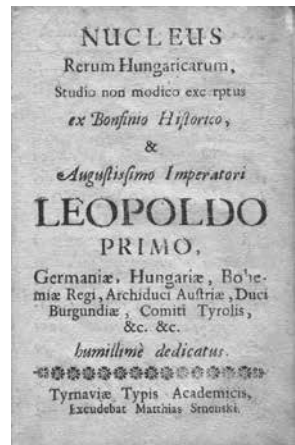 NUCLEUS
Rerum Hungaricarum,
Studio non modico excerptus
ex Bonfinio Hiſtorico,
&
Auguſtiſſimo Imperatori
LEOPOLDO
PRIMO,
Germaniæ, Hungariæ, Bohe-
miæ Regi, Archiduci Auſtriæ, Duci
Burgundiæ, Comiti Tyrolis,
&c. &c.
humillimè dedicatus.
Tyrnaviæ Typis Academicis,
Excudebat Matthias Srnenski.